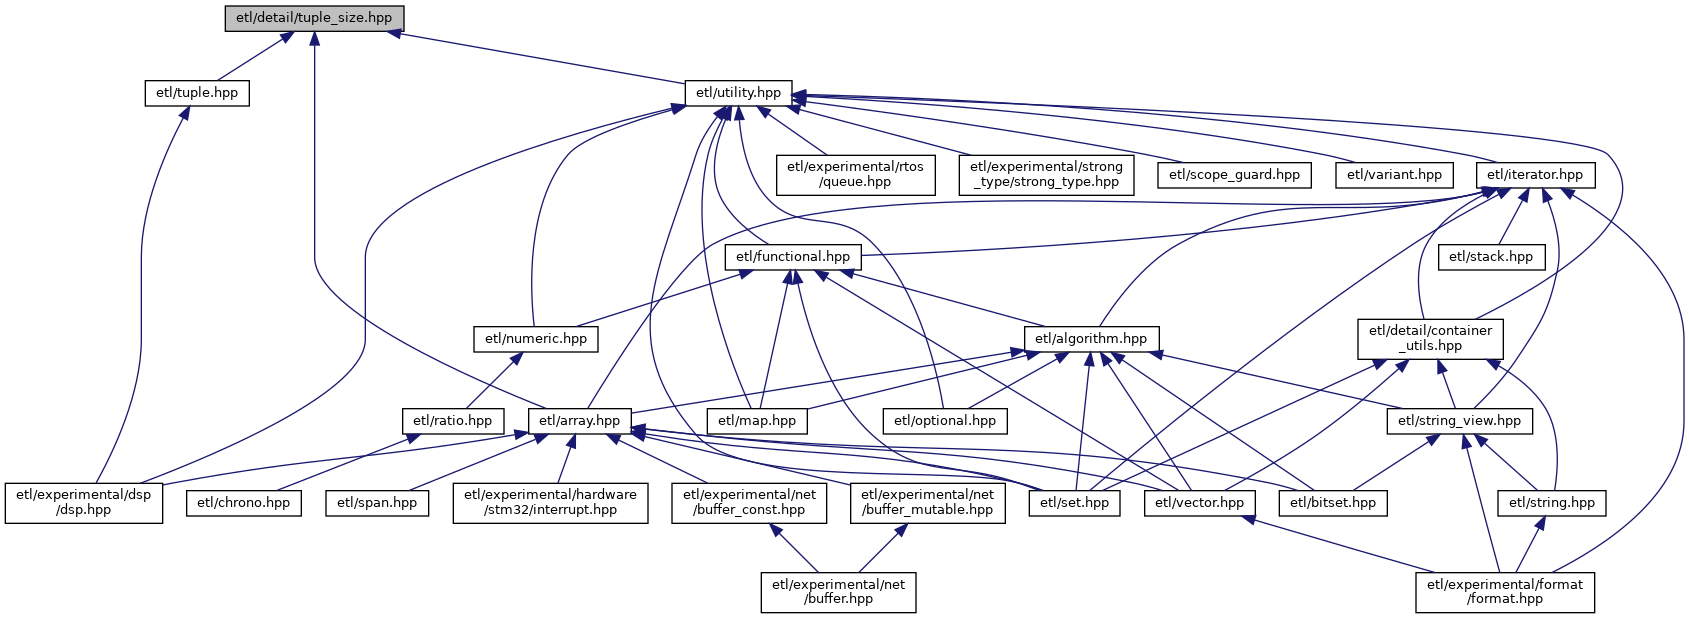 etl/detail/tuple_size.hpp
etl/tuple.hpp
etl/utility.hpp
etl/experimental/rtos
/queue.hpp
etl/experimental/strong
_type/strong_type.hpp
etl/scope_guard.hpp
etl/variant.hpp
etl/iterator.hpp
etl/functional.hpp
etl/stack.hpp
etl/numeric.hpp
etl/algorithm.hpp
etl/detail/container
_utils.hpp
etl/ratio.hpp
etl/array.hpp
etl/map.hpp
etl/optional.hpp
etl/string_view.hpp
etl/experimental/dsp
/dsp.hpp
etl/chrono.hpp
etl/span.hpp
etl/experimental/hardware
/stm32/interrupt.hpp
etl/experimental/net
/buffer_const.hpp
etl/experimental/net
/buffer_mutable.hpp
etl/set.hpp
etl/vector.hpp
etl/bitset.hpp
etl/string.hpp
etl/experimental/net
/buffer.hpp
etl/experimental/format
/format.hpp